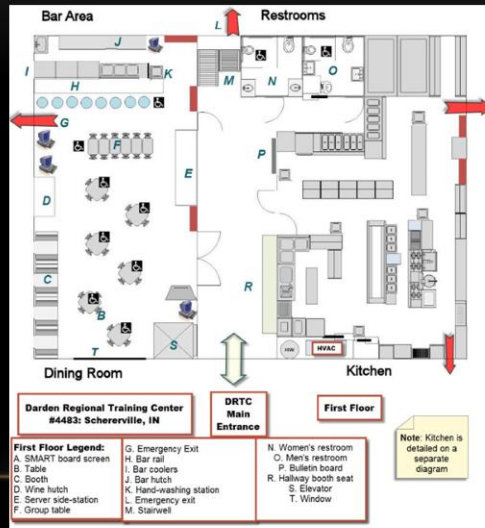 Bar Area
Restrooms
L
J
I
K
M
N
O
H
G
F
P
E
D
C
R
B
T
S
HW
HVAC
Dining Room
Kitchen
Darden Regional Training Center
#4483: Schererville, IN
DRTC
Main
Entrance
First Floor
First Floor Legend:
A. SMART board screen
B. Table
C. Booth
D. Wine hutch
E. Server side-station
F. Group table
G. Emergency Exit
H. Bar rail
I. Bar coolers
J. Bar hutch
K. Hand-washing station
L. Emergency exit
M. Stairwell
N. Women's restroom
O. Men's restroom
P. Bulletin board
R. Hallway booth seat
S. Elevator
T. Window
Note: Kitchen is
detailed on a
separate
diagram